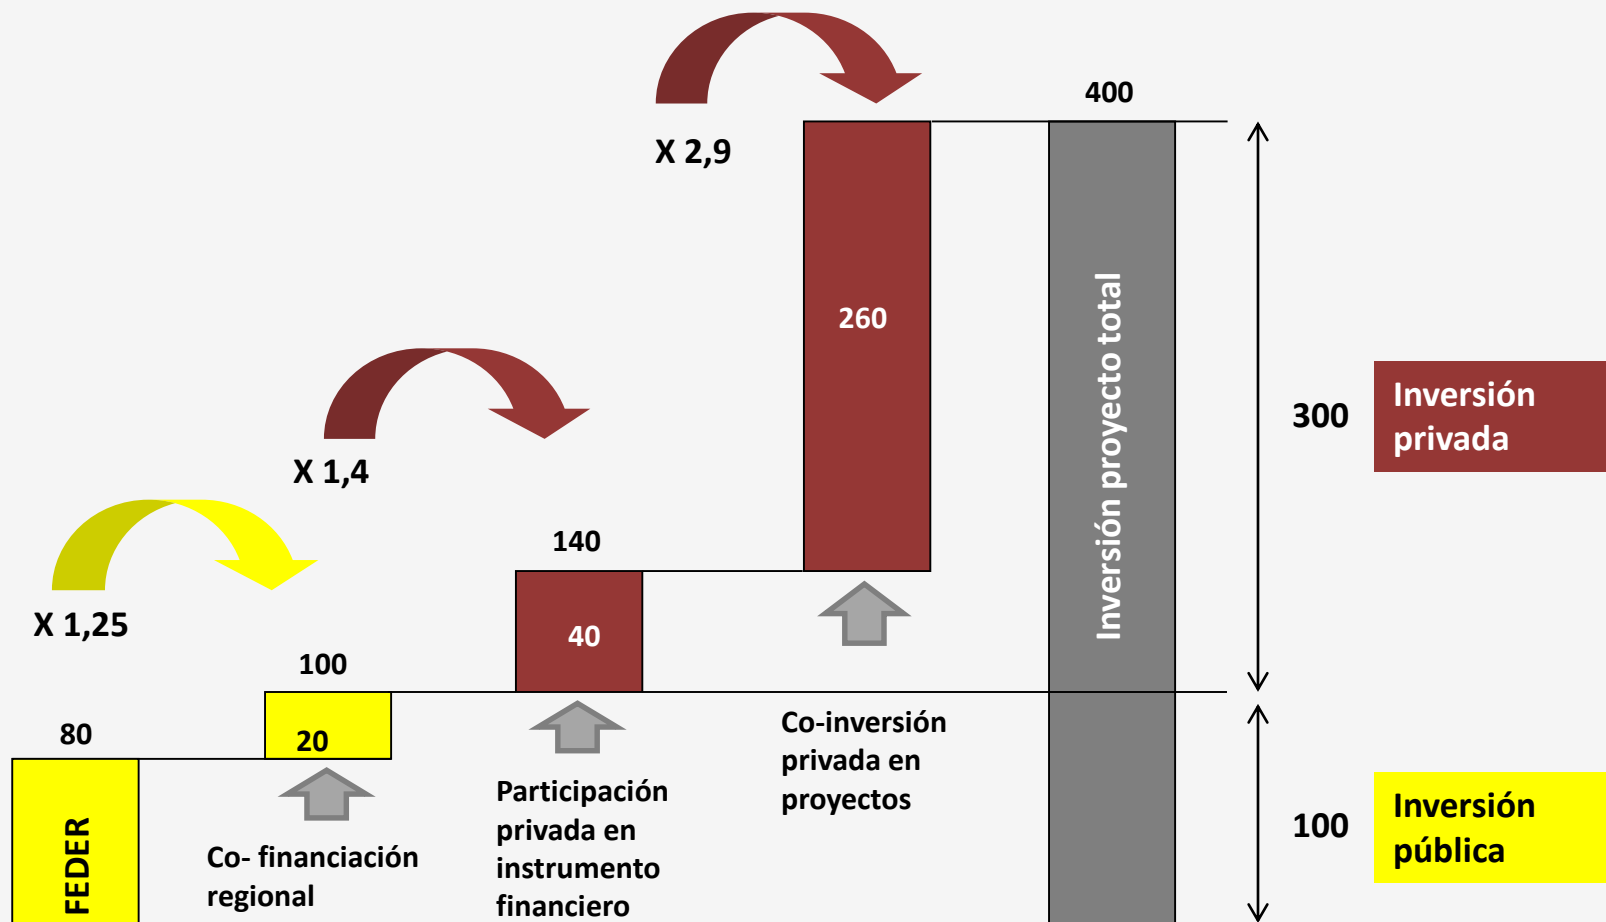 400
X 2,9
260
Inversión proyecto total
300
Inversión
privada
X 1,4
140
40
X 1,25
100
20
80
FEDER
Co- financiación
regional
Participación
privada en
instrumento
financiero
Co-inversión
privada en
proyectos
100
Inversión
pública